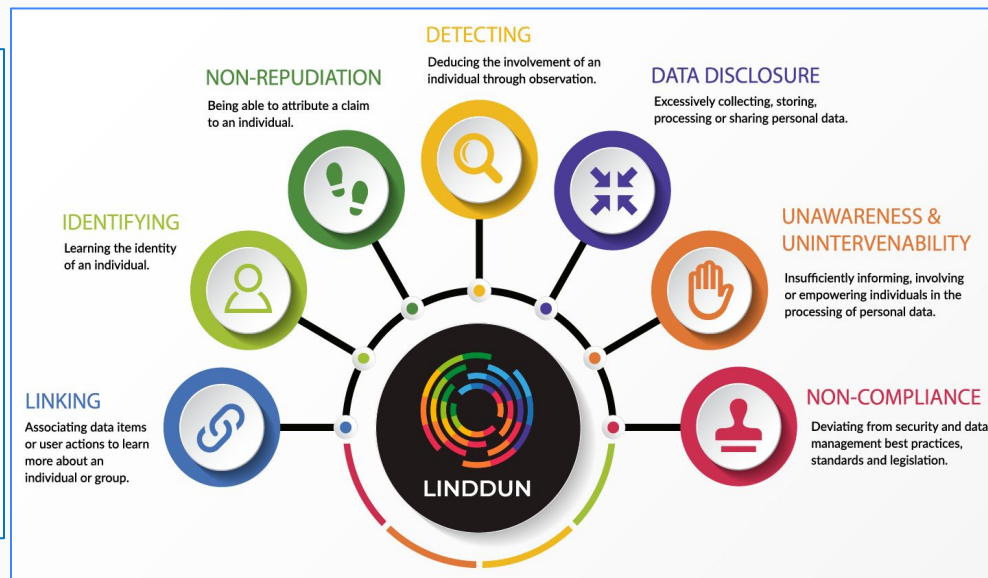 DETECTING
Deducing the involvement of an
individual through observation.
NON-REPUDIATION
Being able to attribute a claim
to an individual.
DATA DISCLOSURE
Excessively collecting, storing,
processing or sharing personal data.
IDENTIFYING
Learning the identity
of an individual.
UNAWARENESS &
UNINTERVENABILITY
Insufficiently informing, involving
or empowering individuals in the
processing of personal data.
LINKING
Associating data items
or user actions to learn
more about an
individual or group.
NON-COMPLIANCE
Deviating from security and data
management best practices,
standards and legislation.
LINDDUN